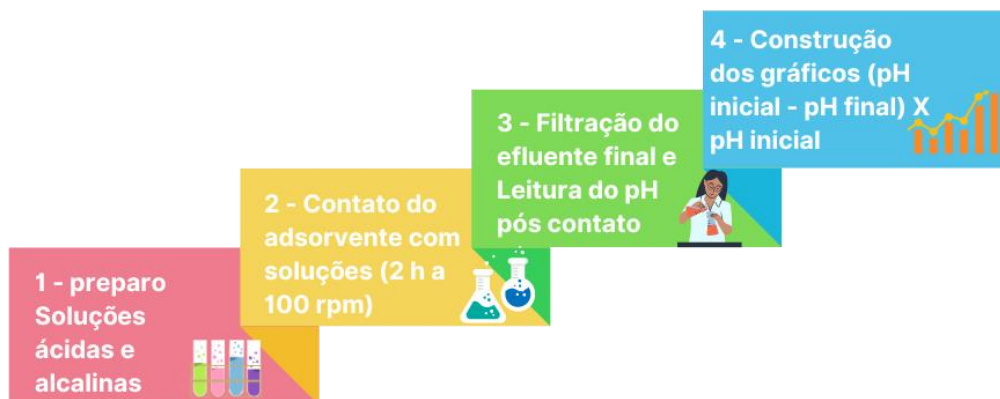 1 - preparo
Soluções
ácidas e
alcalinas
2 - Contato do
adsorvente com
soluções (2 h a
100 rpm)
3 - Filtração do
efluente final e
Leitura do pH
pós contato
4 - Construção
dos gráficos (pH
inicial - pH final) X
pH inicial